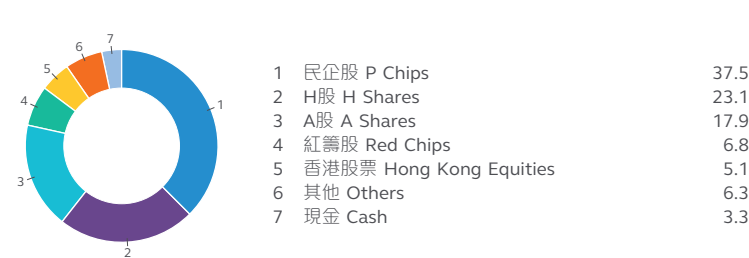 7
6
5
4
3
2
1
1 民企股 P Chips 37.5
2 H股 H Shares 23.1
3 A股 A Shares 17.9
4 紅籌股 Red Chips 6.8
5 香港股票 Hong Kong Equities 5.1
6 其他 Others 6.3
7 現金 Cash 3.3